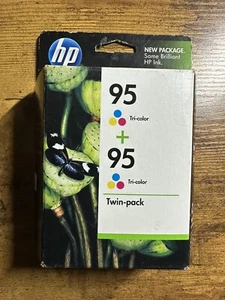 hp
NEW PACKAGE.
Same Brilliant
HP Ink.
95
Tri-color
+
95
Tri-color
Twin-pack